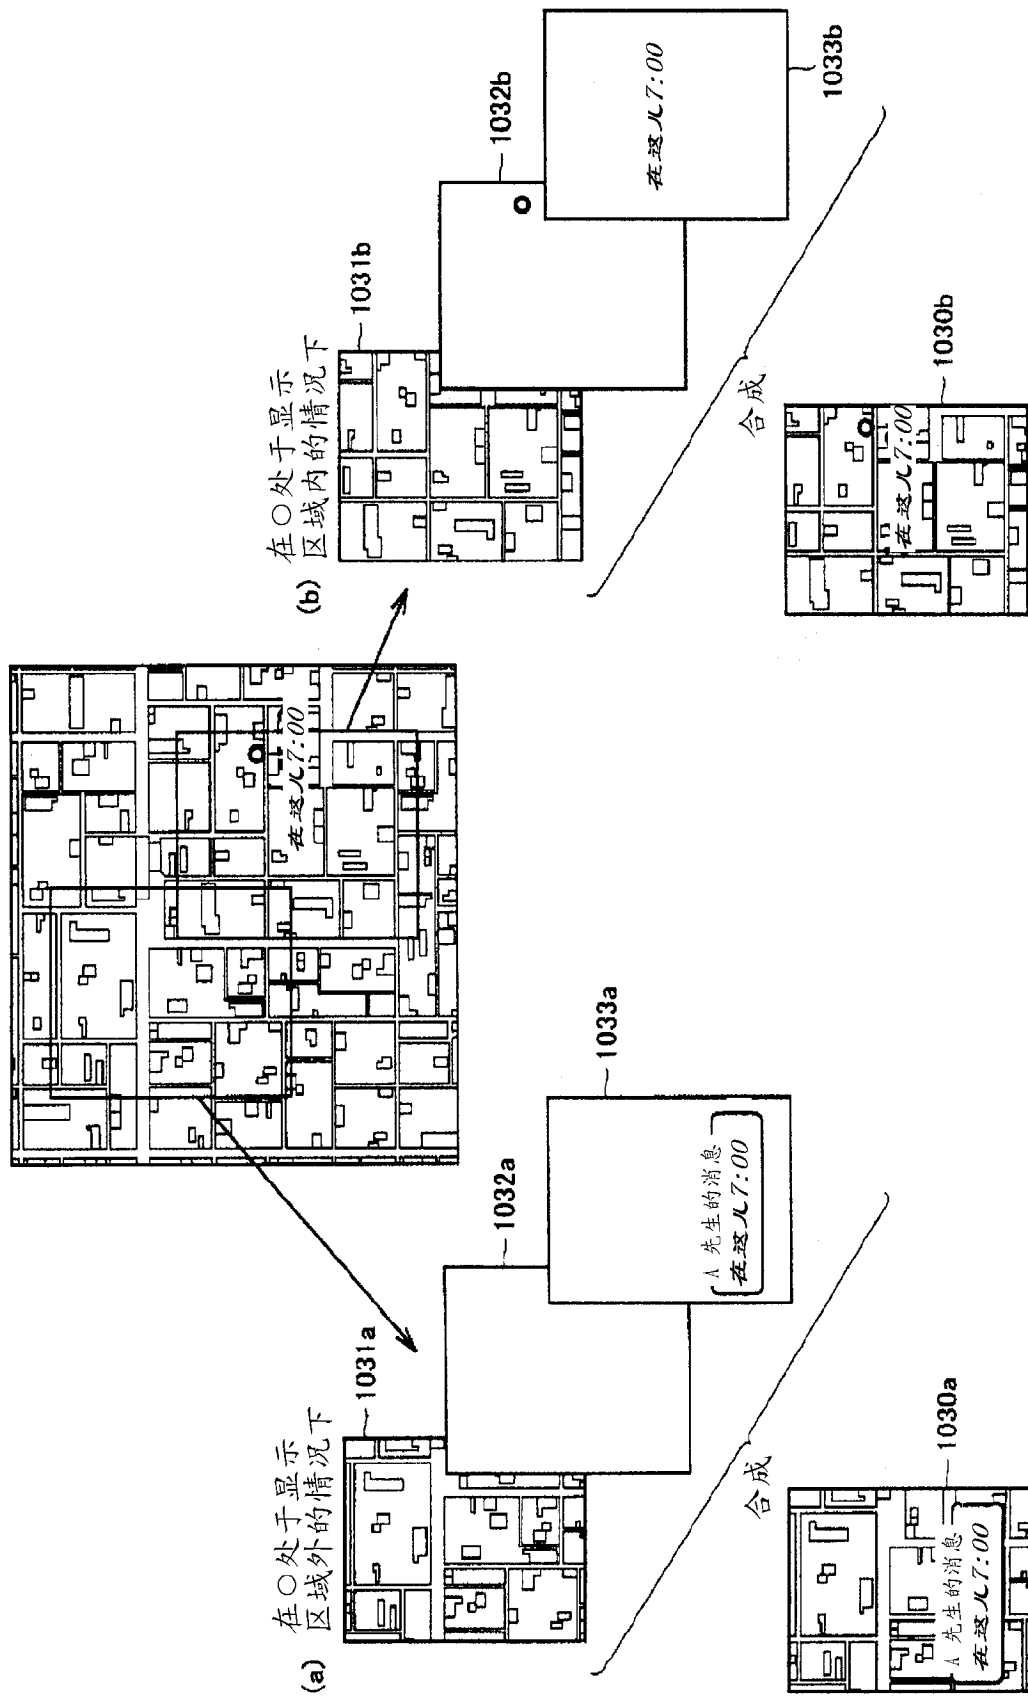 在○处于显示
区域外的情况下
(a)
1031a
1032a
A 先生的消息
在这儿7:00
1033a
合成
A 先生的消息
在这儿7:00
1030a
在这儿7:00
在○处于显示
区域内的情况下
(b)
1031b
1032b
在这儿7:00
1033b
合成
在这儿7:00
1030b